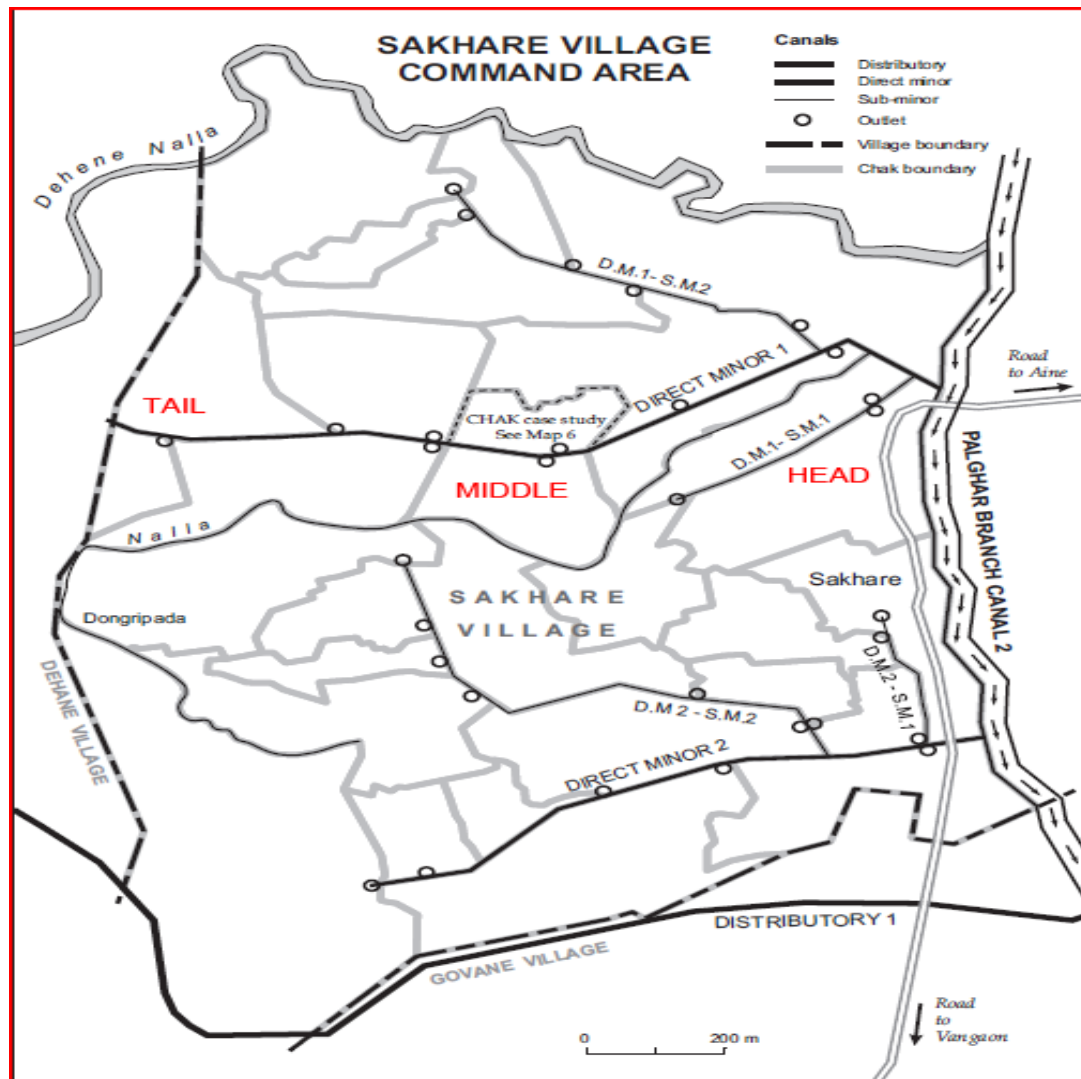 SAKHARE VILLAGE
COMMAND AREA
Canals
Distributory
Direct minor
Sub-minor
Outlet
Village boundary
Chak boundary
Dehene Nalla
D.M.1- S.M.2
Road
to Aine
DIRECT MINOR 1
TAIL
CHAK case study
See Map 6
D.M.1- S.M.1
MIDDLE
HEAD
PALGHAR BRANCH CANAL 2
Nalla
Sakhare
SAKHARE
VILLAGE
Dongripada
D.M.2 - S.M.1
DEHANE VILLAGE
D.M 2 - S.M.2
DIRECT MINOR 2
DISTRIBUTORY 1
GOVANE VILLAGE
Road
to
Vangaon
0 200 m